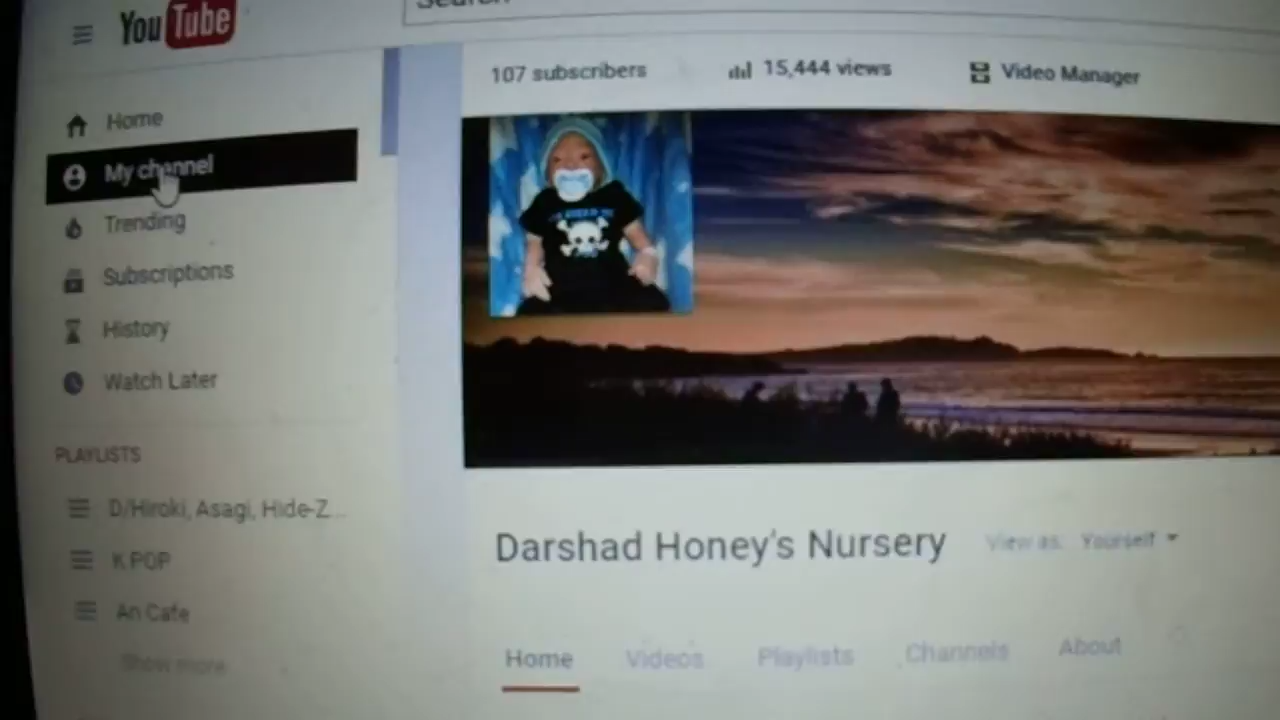 YouTube
Search
107 subscribers 15,444 views Video Manager
Home
My channel
Trending
Subscriptions
History
Watch Later
PLAYLISTS
D/Hiroki, Asagi, Hide-Z...
K POP
An Cafe
Show more
Darshad Honey's Nursery View as: Yourself
Home Videos Playlists Channels About